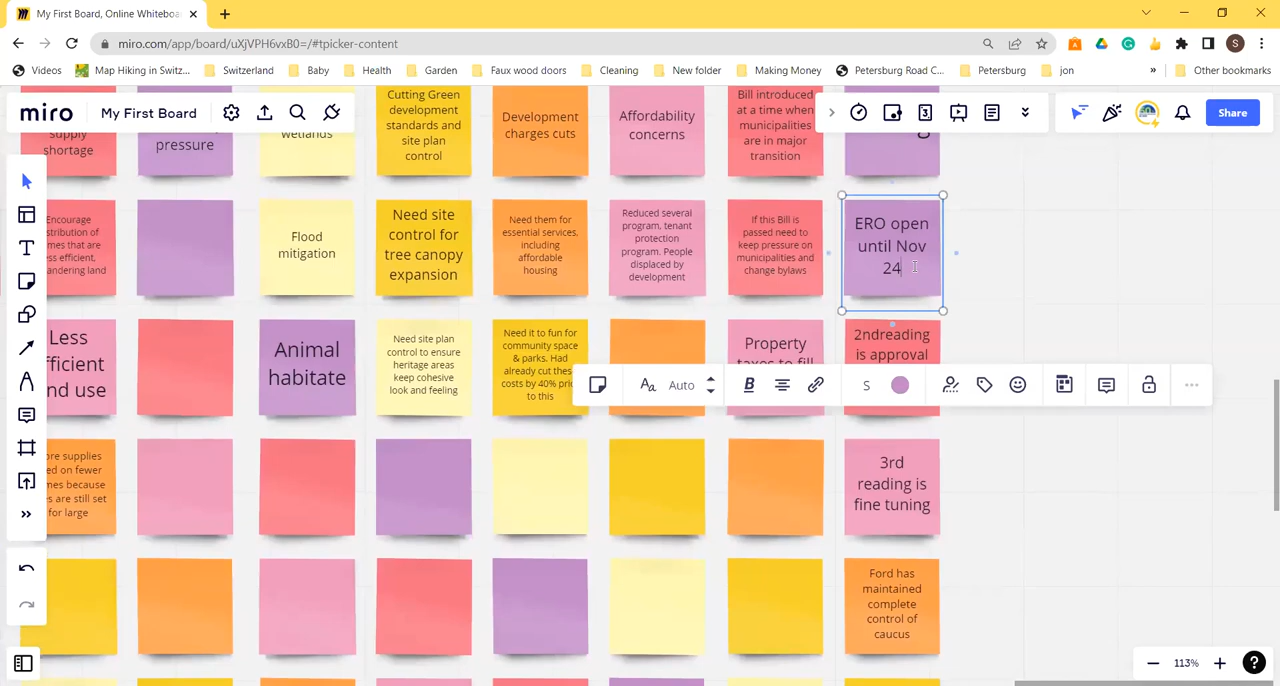 My First Board, Online Whiteboa
miro.com/app/board/uXjVPH6vxB0=/#tpicker-content
S
Videos
Map Hiking in Switz...
Switzerland
Baby
Health
Garden
Faux wood doors
Cleaning
New folder
Making Money
Petersburg Road C...
Petersburg
jon
»
Other bookmarks
miro
My First Board
3
Share
supply
shortage
pressure
wetlands
Cutting Green
development
standards and
site plan
control
Development
charges cuts
Affordability
concerns
Bill introduced
at a time when
municipalities
are in major
transition
Encourage
stribution of
mes that are
ss efficient,
andering land
Flood
mitigation
Need site
control for
tree canopy
expansion
Need them for
essential services,
including
affordable
housing
Reduced several
program, tenant
protection
program. People
displaced by
development
If this Bill is
passed need to
keep pressure on
municipalities and
change bylaws
ERO open
until Nov
24
Less
fficient
nd use
Animal
habitate
Need site plan
control to ensure
heritage areas
keep cohesive
look and feeling
Need it to fun for
community space
& parks. Had
already cut thes
costs by 40% pri
to this
Property
taxes to fill
2ndreading
is approval
Aa Auto
B
S
ore supplies
ed on fewer
mes because
es are still set
for large
3rd
reading is
fine tuning
Ford has
maintained
complete
control of
caucus
113%
?